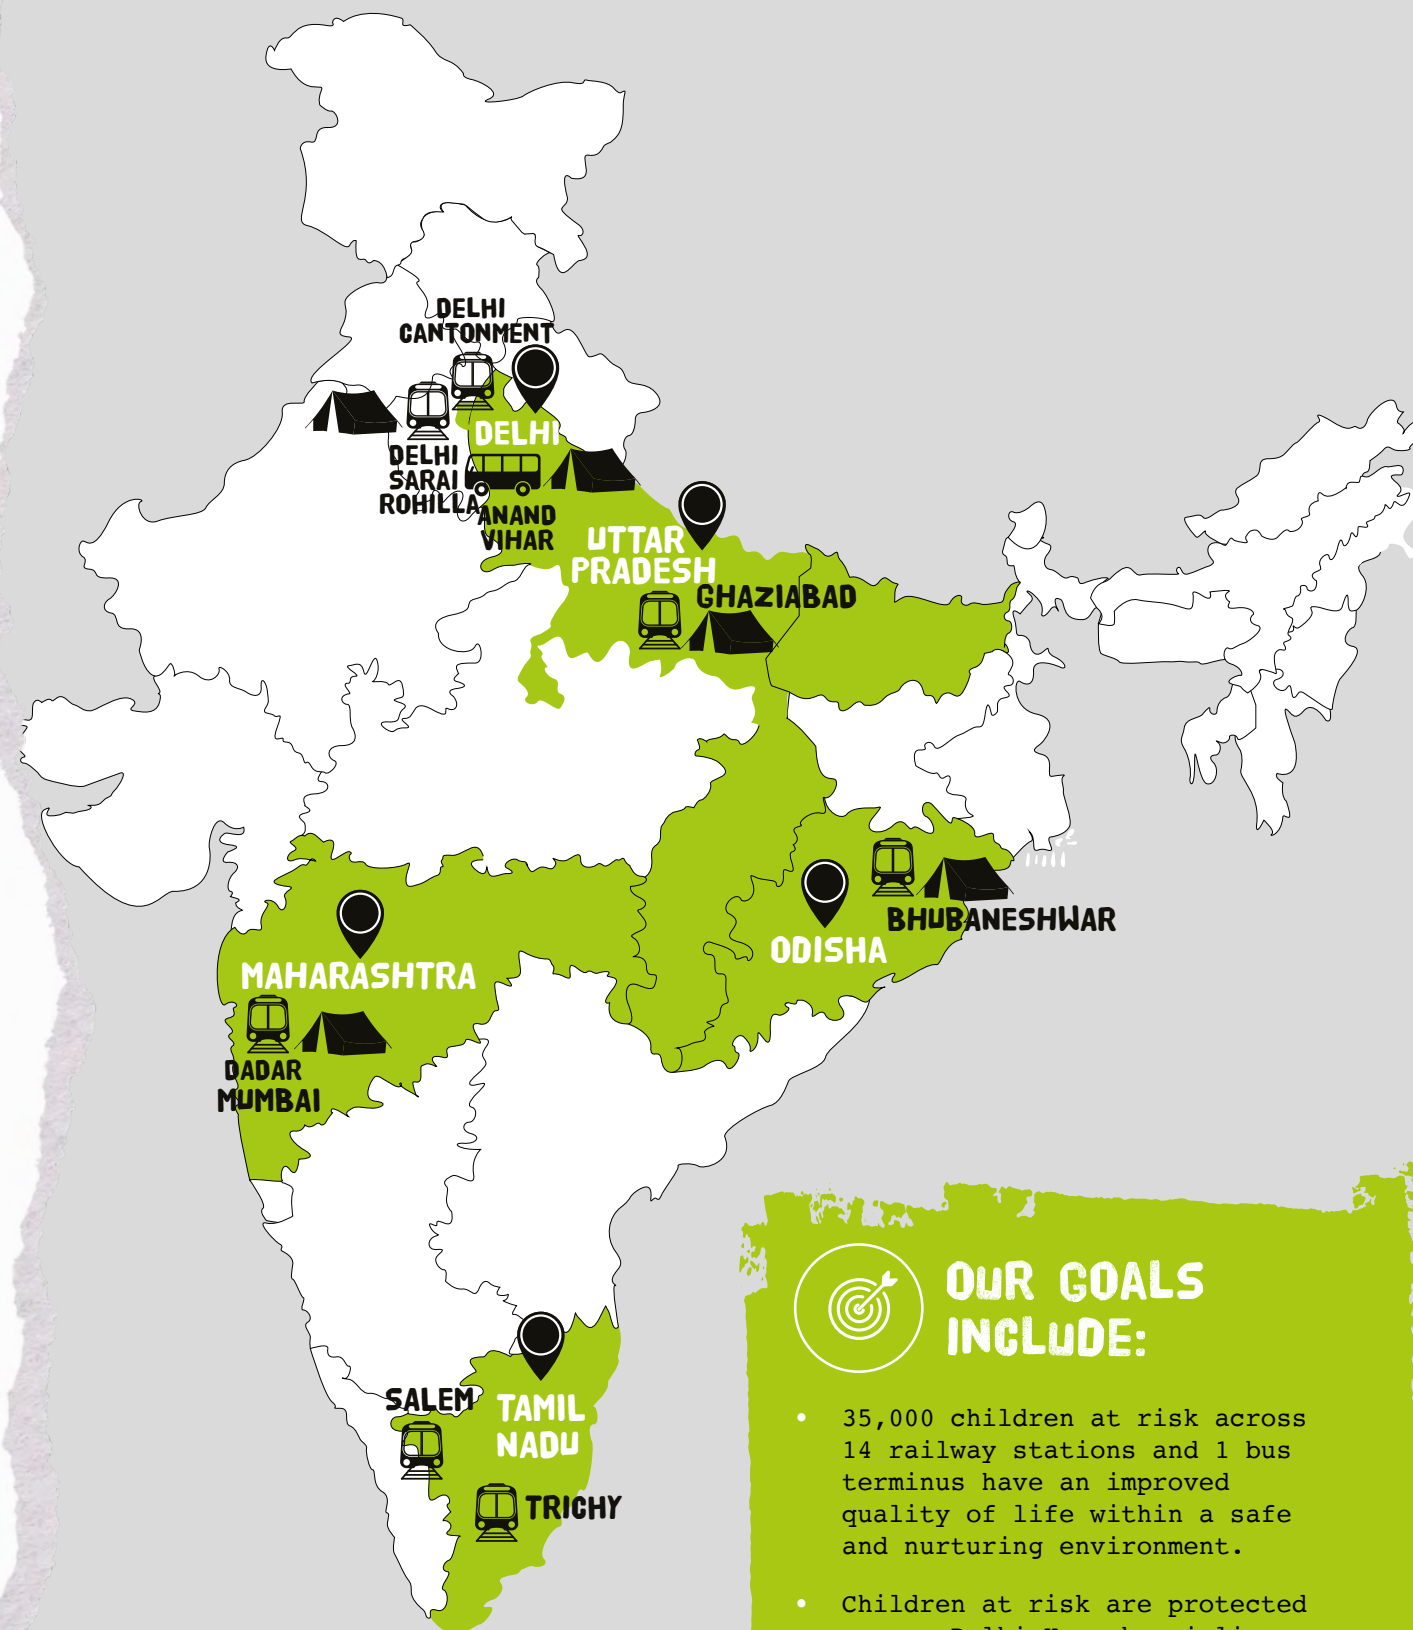 DELHI
CANTONMENT
DELHI
DELHI
SARAI
ROHILLA
ANAND
VIHAR
UTTAR
PRADESH
GHAZIABAD
BHUBANESHWAR
ODISHA
MAHARASHTRA
DADAR
MUMBAI
SALEM
TAMIL
NADU
TRICHY
OUR GOALS
INCLUDE:
• 35,000 children at risk across
14 railway stations and 1 bus
terminus have an improved
quality of life within a safe
and nurturing environment.
• Children at risk are protected